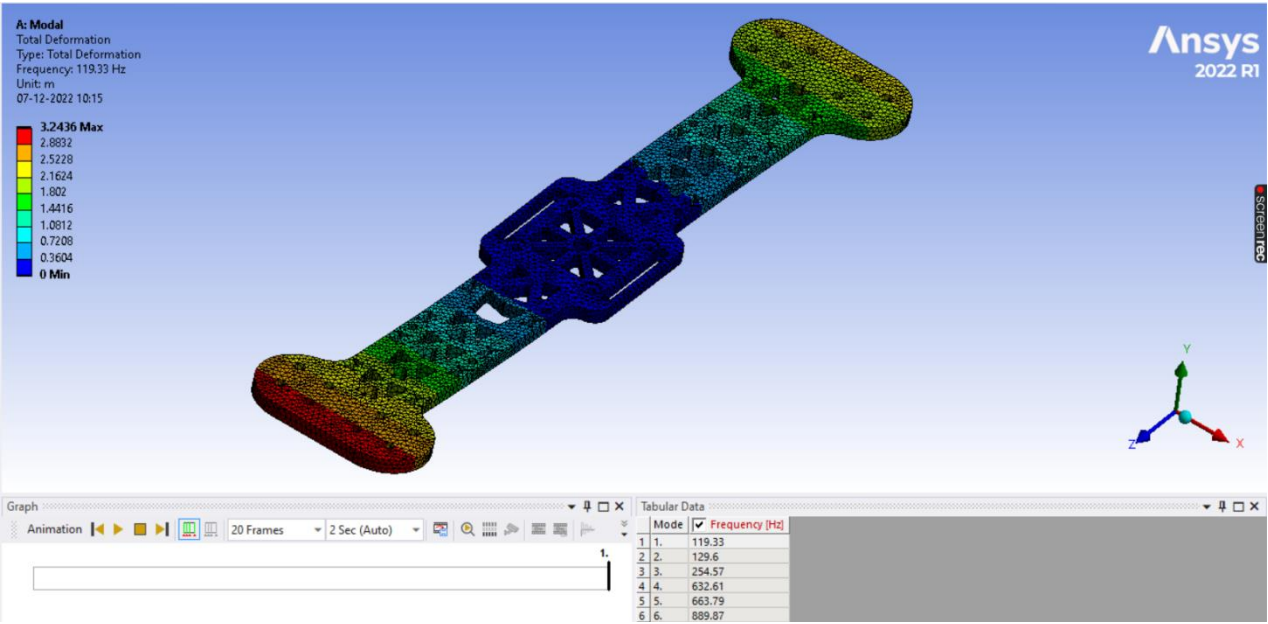 A: Modal
Total Deformation
Type: Total Deformation
Frequency: 119.33 Hz
Unit: m
07-12-2022 10:15
3.2436 Max
2.8832
2.5228
2.1624
1.802
1.4416
1.0812
0.7208
0.3604
0 Min
Ansys
2022 R1
screenrec
Y
Z
X
Graph
Animation 20 Frames 2 Sec (Auto)
1.
Tabular Data
Mode Frequency [Hz]
1 1. 119.33
2 2. 129.6
3 3. 254.57
4 4. 632.61
5 5. 663.79
6 6. 889.87